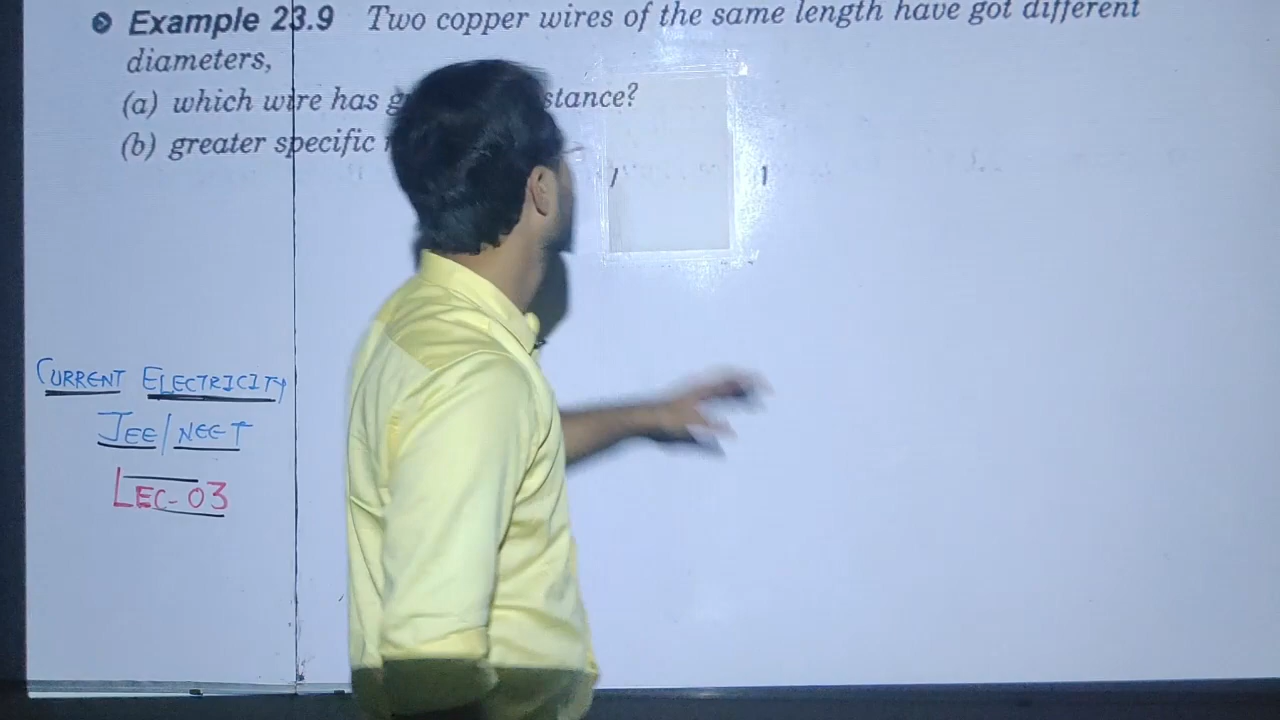 Example 23.9 Two copper wires of the same length have got different
diameters,
(a) which wire has stance?
(b) greater specific
CURRENT ELECTRICITY
JEE/NEET
LEC-03